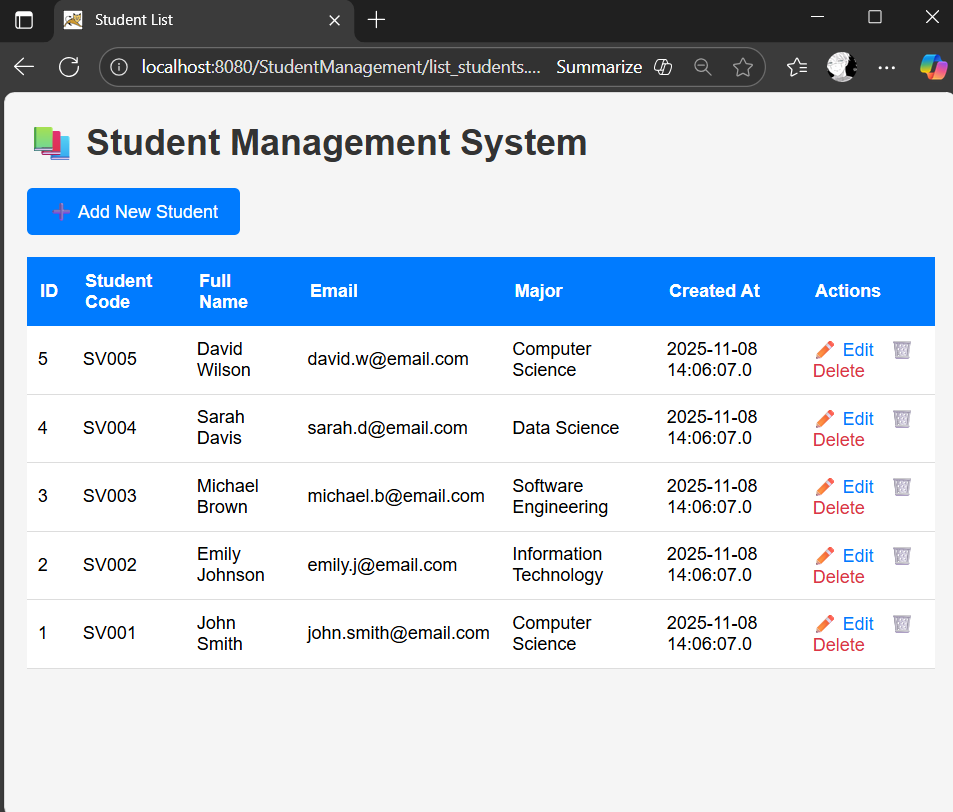 Student List
localhost:8080/StudentManagement/list_students.... Summarize
Student Management System
Add New Student
ID Student Code Full Name Email Major Created At Actions
5 SV005 David Wilson david.w@email.com Computer Science 2025-11-08 14:06:07.0 Edit Delete
4 SV004 Sarah Davis sarah.d@email.com Data Science 2025-11-08 14:06:07.0 Edit Delete
3 SV003 Michael Brown michael.b@email.com Software Engineering 2025-11-08 14:06:07.0 Edit Delete
2 SV002 Emily Johnson emily.j@email.com Information Technology 2025-11-08 14:06:07.0 Edit Delete
1 SV001 John Smith john.smith@email.com Computer Science 2025-11-08 14:06:07.0 Edit Delete